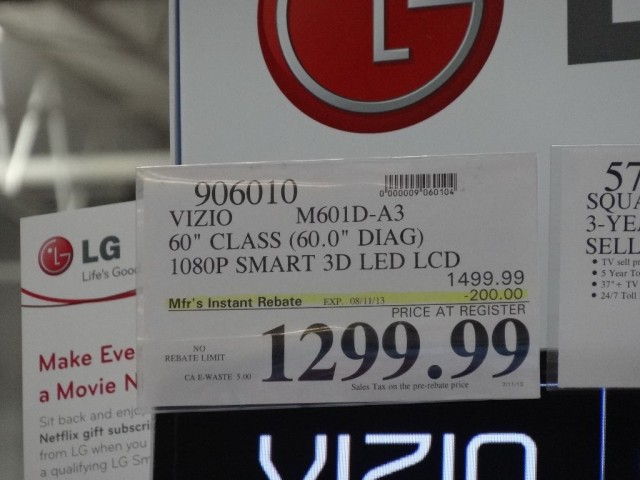 906010
0"000009"060104"
VIZIO M601D-A3
60" CLASS (60.0" DIAG)
1080P SMART 3D LED LCD
1499.99
Mfr's Instant Rebate EXP. 08/11/13 -200.00
PRICE AT REGISTER
1299.99
NO
REBATE LIMIT
CA E-WASTE 5.00
Sales Tax on the pre-rebate price
LG
Life's Good
Make Eve
a Movie N
Sit back and enjoy
Netflix gift subscri
from LG when you
a qualifying LG Sm
57
SQUA
3-YEA
SELL
• TV sell p
• 5 Year To
• 37"+ TV
• 24/7 Toll
VIZIO